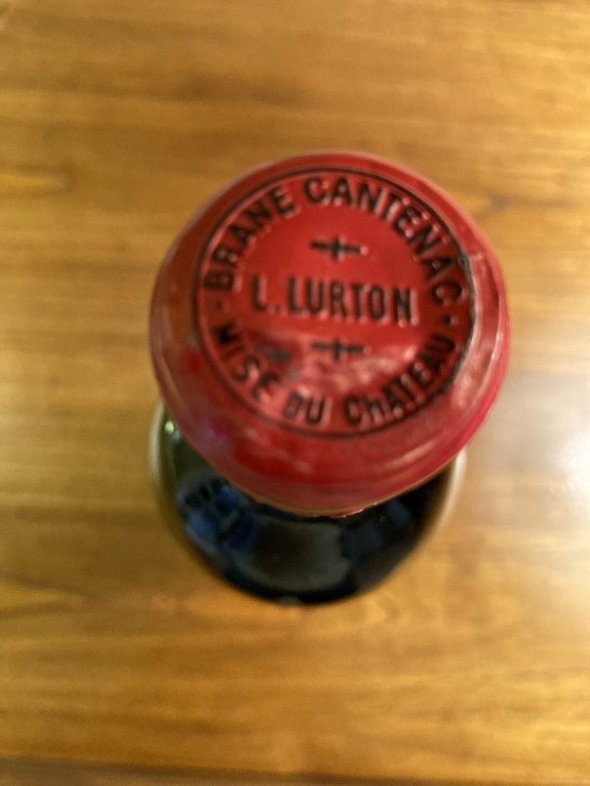 BRANE CANTENAC
L. LURTON
MISE DU ChATEAU